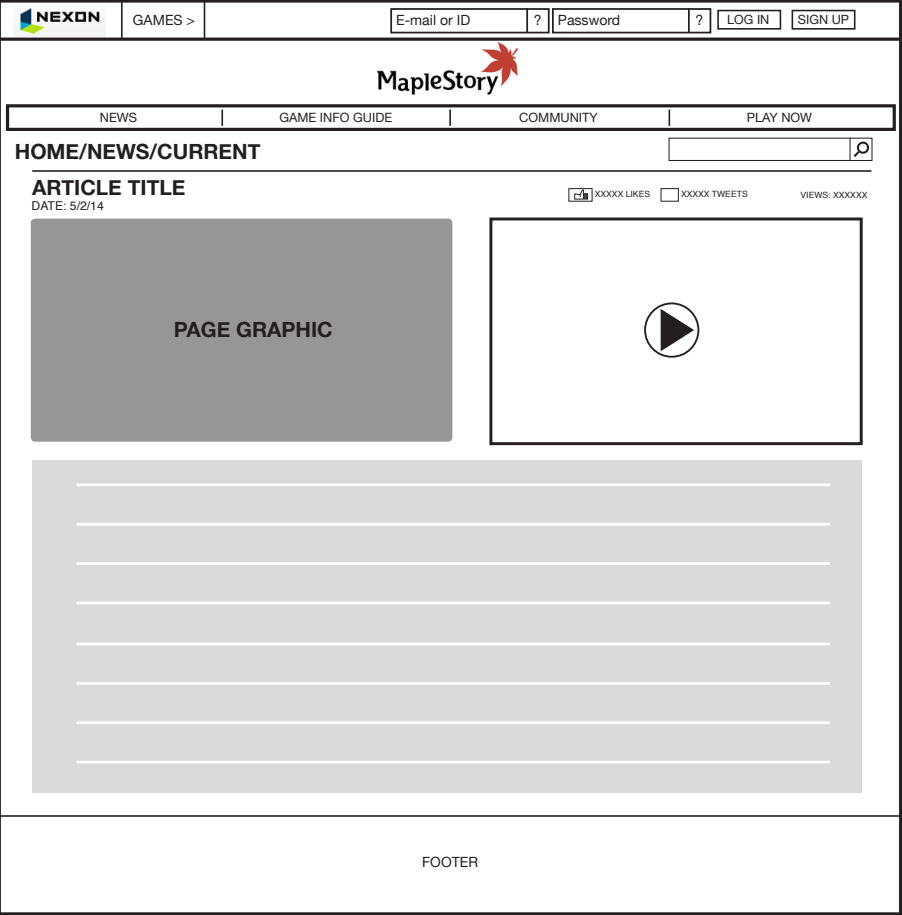 NEXON GAMES > E-mail or ID ? Password ? LOG IN SIGN UP
MapleStory
NEWS GAME INFO GUIDE COMMUNITY PLAY NOW
HOME/NEWS/CURRENT
ARTICLE TITLE
DATE: 5/2/14
XXXXX LIKES XXXXX TWEETS VIEWS: XXXXXX
PAGE GRAPHIC
FOOTER